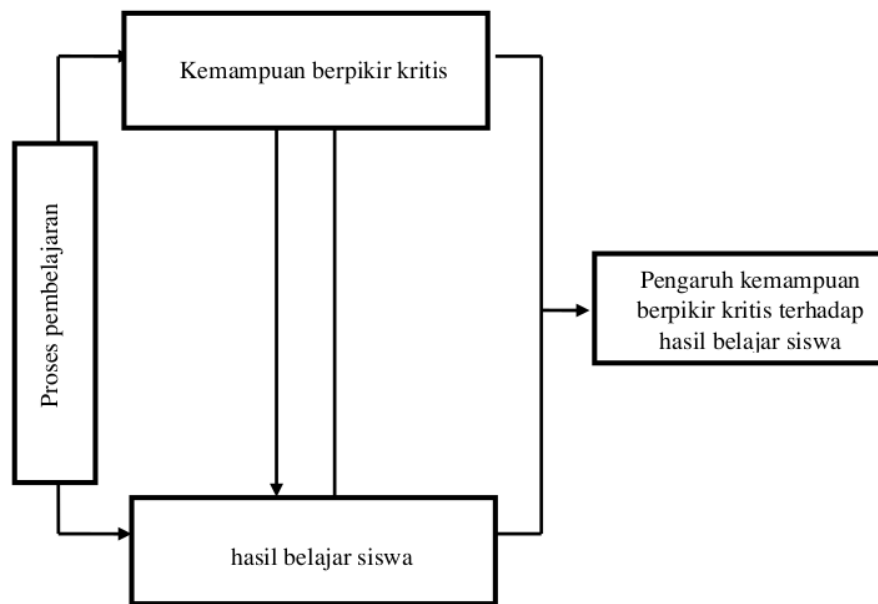 Kemampuan berpikir kritis
Proses pembelajaran
Pengaruh kemampuan
berpikir kritis terhadap
hasil belajar siswa
hasil belajar siswa